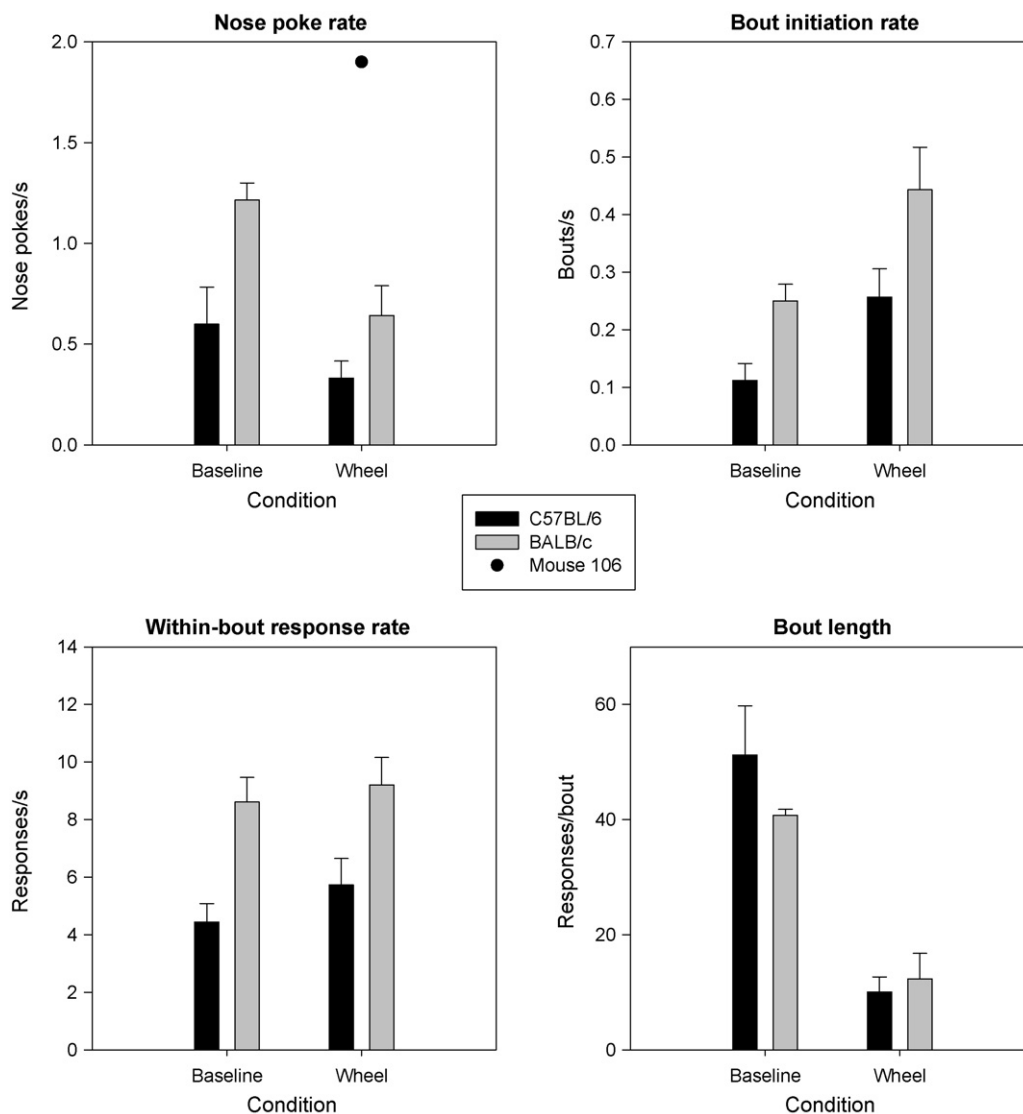 Nose poke rate
2.0
1.5
1.0
0.5
0.0
Nose pokes/s
Baseline Wheel
Condition
Bout initiation rate
0.7
0.6
0.5
0.4
0.3
0.2
0.1
0.0
Bouts/s
Baseline Wheel
Condition
C57BL/6
BALB/c
Mouse 106
Within-bout response rate
14
12
10
8
6
4
2
0
Responses/s
Baseline Wheel
Condition
Bout length
60
40
20
0
Responses/bout
Baseline Wheel
Condition